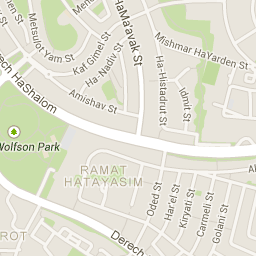 Metsulot Yam St
Kaf Gimel St
Ha-Nadiv St
HaMa'avak St
Mishmar HaYarden St
Ha-Histadrut St
Idmit St
Amishav St
Derech HaShalom
Wolfson Park
RAMAT
HATAYASIM
Oded St
Har'el St
Kiryati St
Carmeli St
Golani St
Derech
ROT